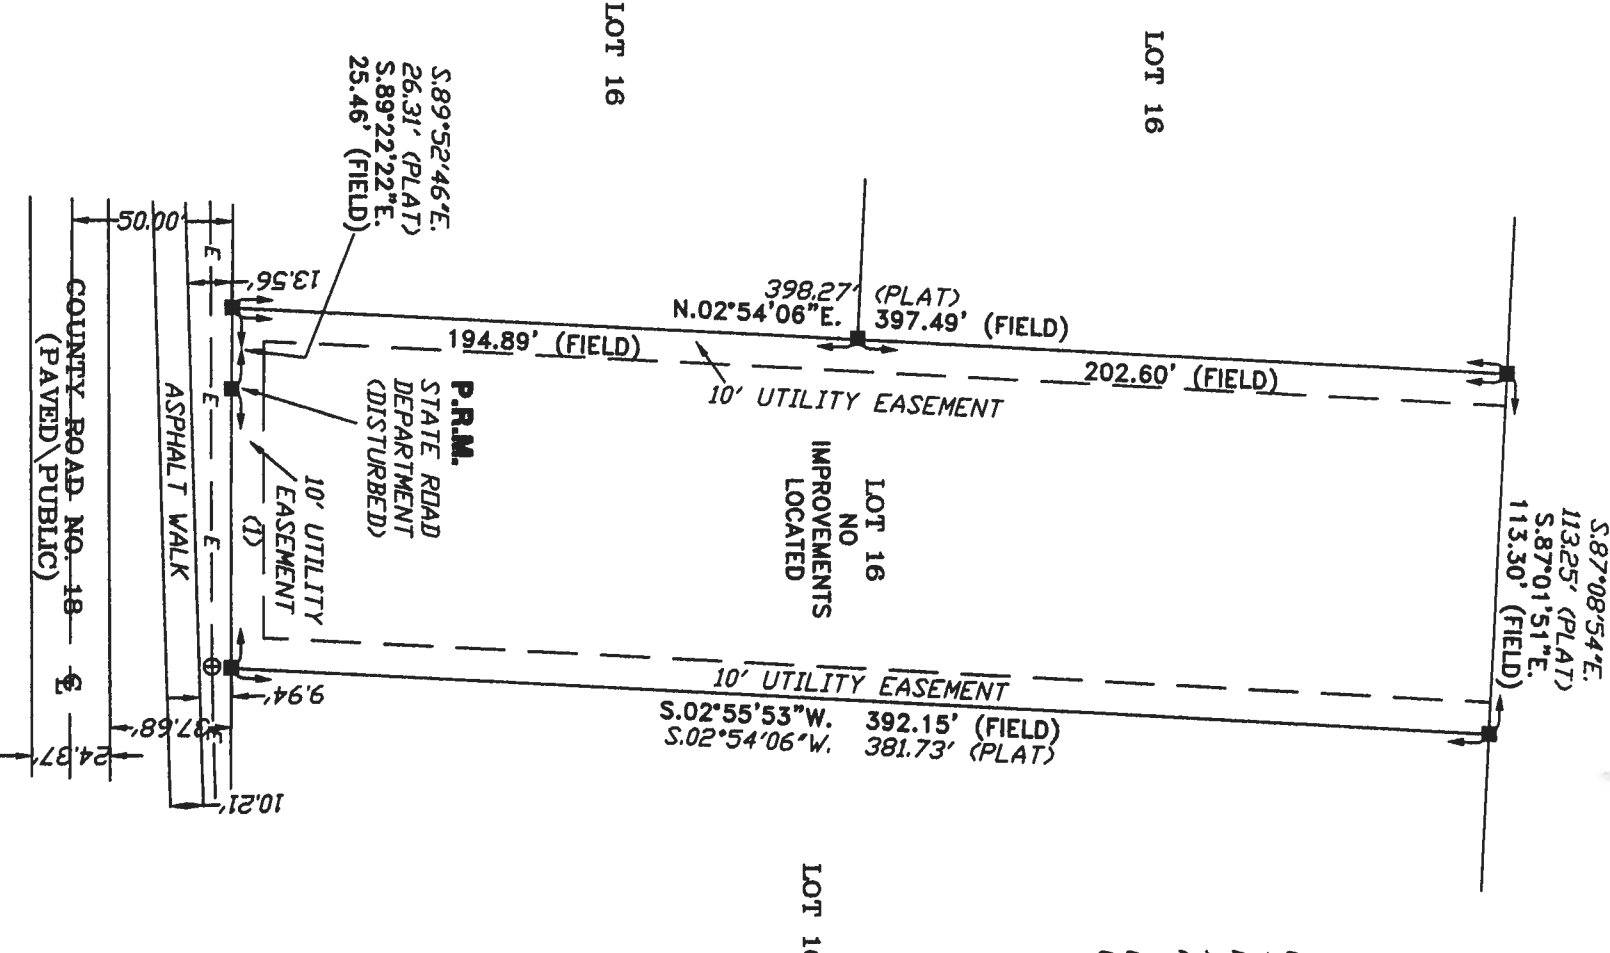 LOT 16
LOT 16
S.89°52'46"E.
26.31' (PLAT)
S.89°22'22"E.
25.46' (FIELD)
398.27' (PLAT)
N.02°54'06"E. 397.49' (FIELD)
194.89' (FIELD)
202.60' (FIELD)
10' UTILITY EASEMENT
S.87°08'54"E.
113.25' (PLAT)
S.87°01'51"E.
113.30' (FIELD)
P.R.M.
STATE ROAD
DEPARTMENT
(DISTURBED)
LOT 16
NO
IMPROVEMENTS
LOCATED
10' UTILITY
EASEMENT
(1)
10' UTILITY EASEMENT
S.02°55'53"W. 392.15' (FIELD)
S.02°54'06"W. 381.73' (PLAT)
50.00'
13.56'
E
E
E
E
ASPHALT WALK
COUNTY ROAD NO. 18
(PAVED\PUBLIC)
9.94'
37.68'
24.37'
10.21'
LOT